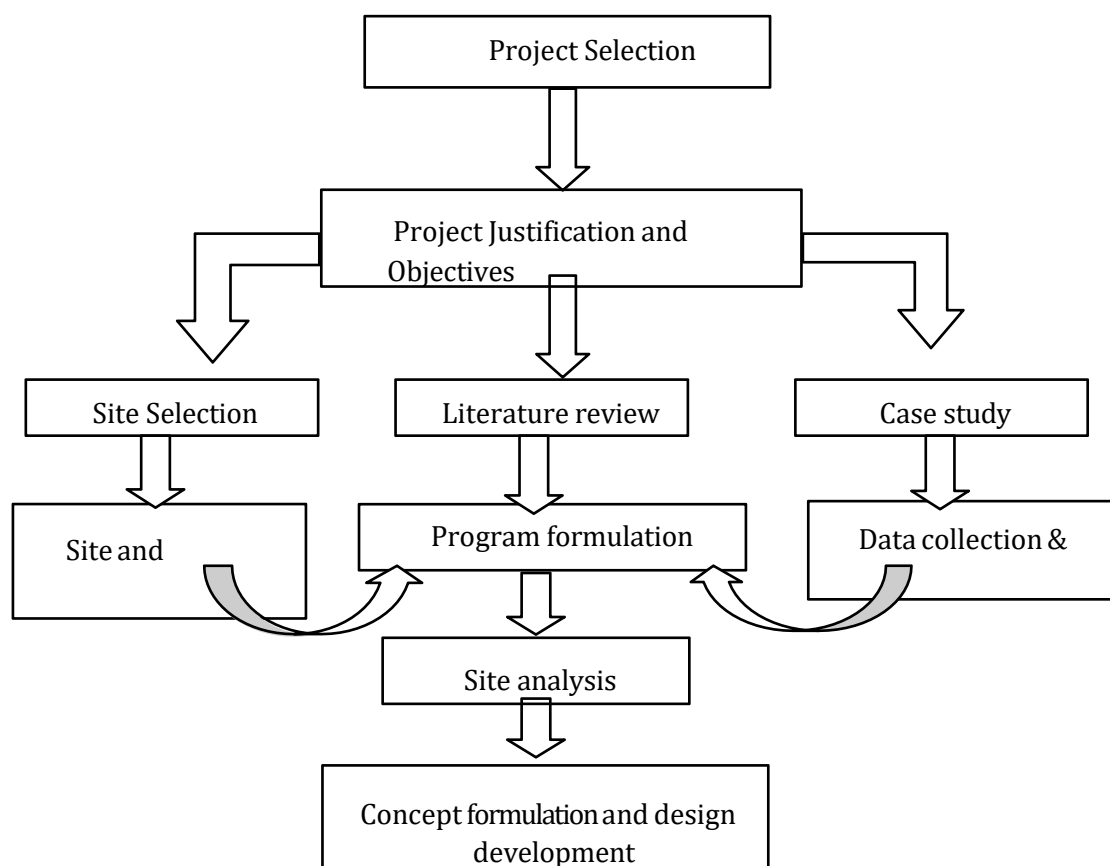 Project Selection
Project Justification and
Objectives
Site Selection
Literature review
Case study
Site and
Program formulation
Data collection &
Site analysis
Concept formulation and design
development